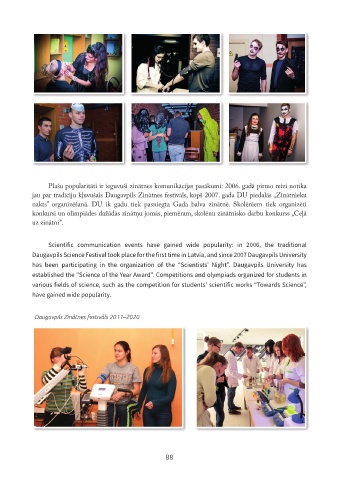 Plašu popularitāti ir ieguvuši zinātnes komunikācijas pasākumi: 2006. gadā pirmo reizi notika
jau par tradīciju kļuvušais Daugavpils Zinātnes festivāls, kopš 2007. gada DU piedalās „Zinātnieku
nakts” organizēšanā. DU ik gadu tiek pasniegta Gada balva zinātnē. Skolēniem tiek organizēti
konkursi un olimpiādes dažādās zinātņu jomās, piemēram, skolēnu zinātnisko darbu konkurss „Ceļā
uz zinātni”.
Scientific communication events have gained wide popularity: in 2006, the traditional
Daugavpils Science Festival took place for the first time in Latvia, and since 2007 Daugavpils University
has been participating in the organization of the “Scientists’ Night”. Daugavpils University has
established the “Science of the Year Award”. Competitions and olympiads organized for students in
various fields of science, such as the competition for students’ scientific works “Towards Science”,
have gained wide popularity.
Daugavpils Zinātnes festivāls 2011–2020
88